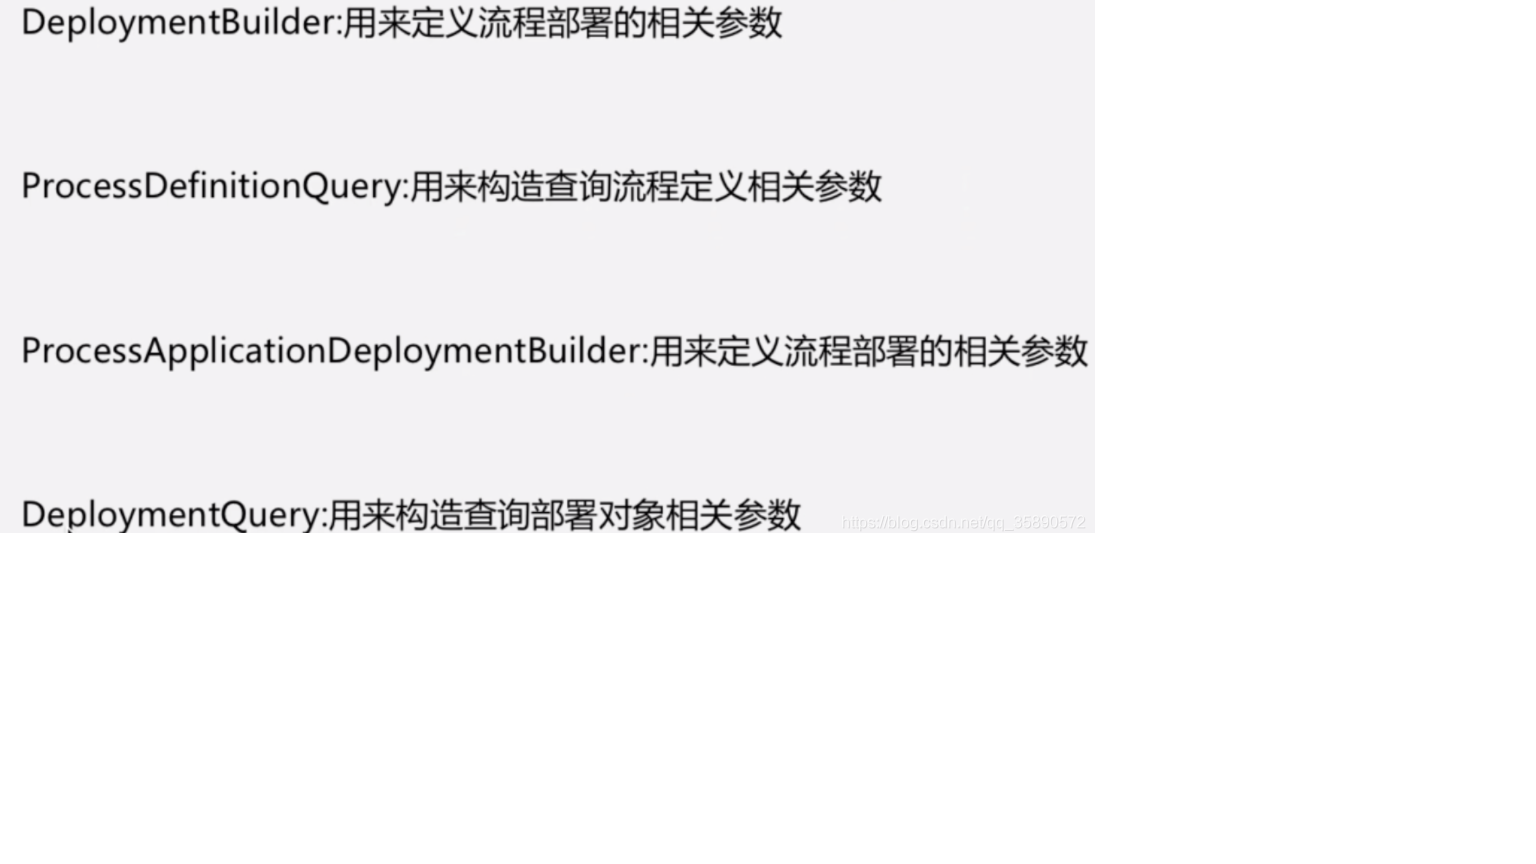 DeploymentBuilder:用来定义流程部署的相关参数
ProcessDefinitionQuery:用来构造查询流程定义相关参数
ProcessApplicationDeploymentBuilder:用来定义流程部署的相关参数
DeploymentQuery:用来构造查询部署对象相关参数
https://blog.csdn.net/qq_35890572